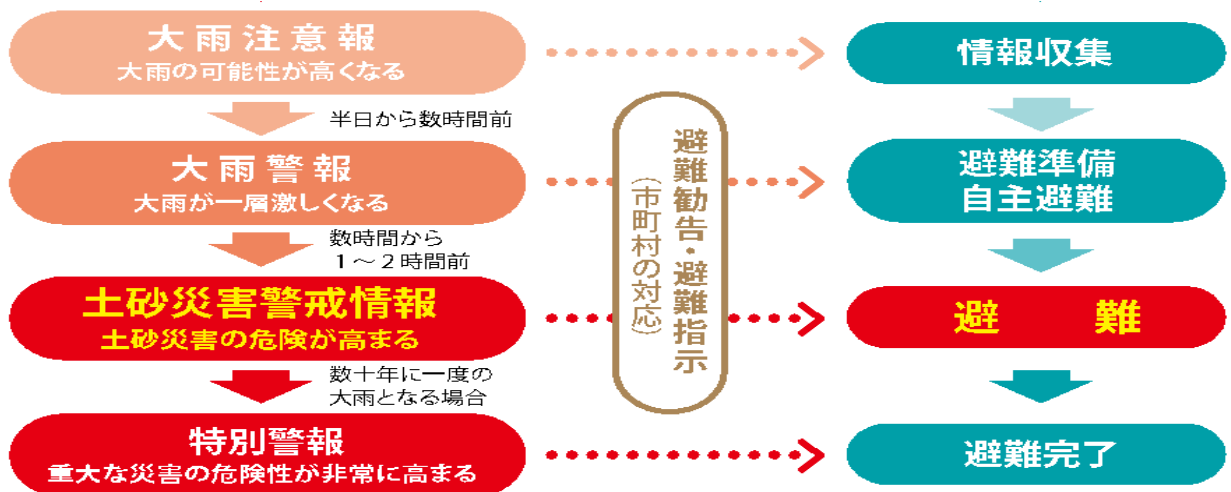 大雨注意報
大雨の可能性が高くなる
情報収集
半日から数時間前
大雨警報
大雨が一層激しくなる
避難準備
自主避難
数時間から
1～2時間前
避難勧告・避難指示
(市町村の対応)
土砂災害警戒情報
土砂災害の危険が高まる
避難
数十年に一度の
大雨となる場合
特別警報
重大な災害の危険性が非常に高まる
避難完了